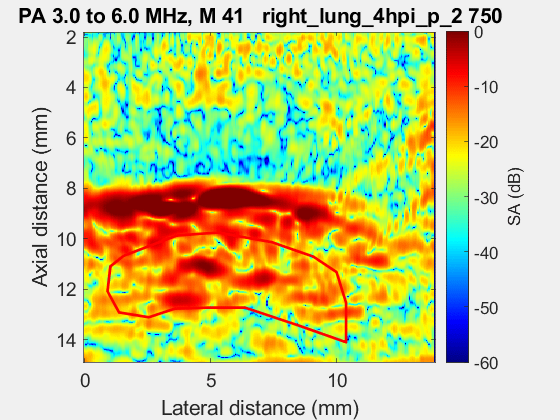 PA 3.0 to 6.0 MHz, M 41 right_lung_4hpi_p_2 750
2
4
6
8
10
12
14
Axial distance (mm)
0 5 10
Lateral distance (mm)
0
-10
-20
-30
-40
-50
-60
SA (dB)